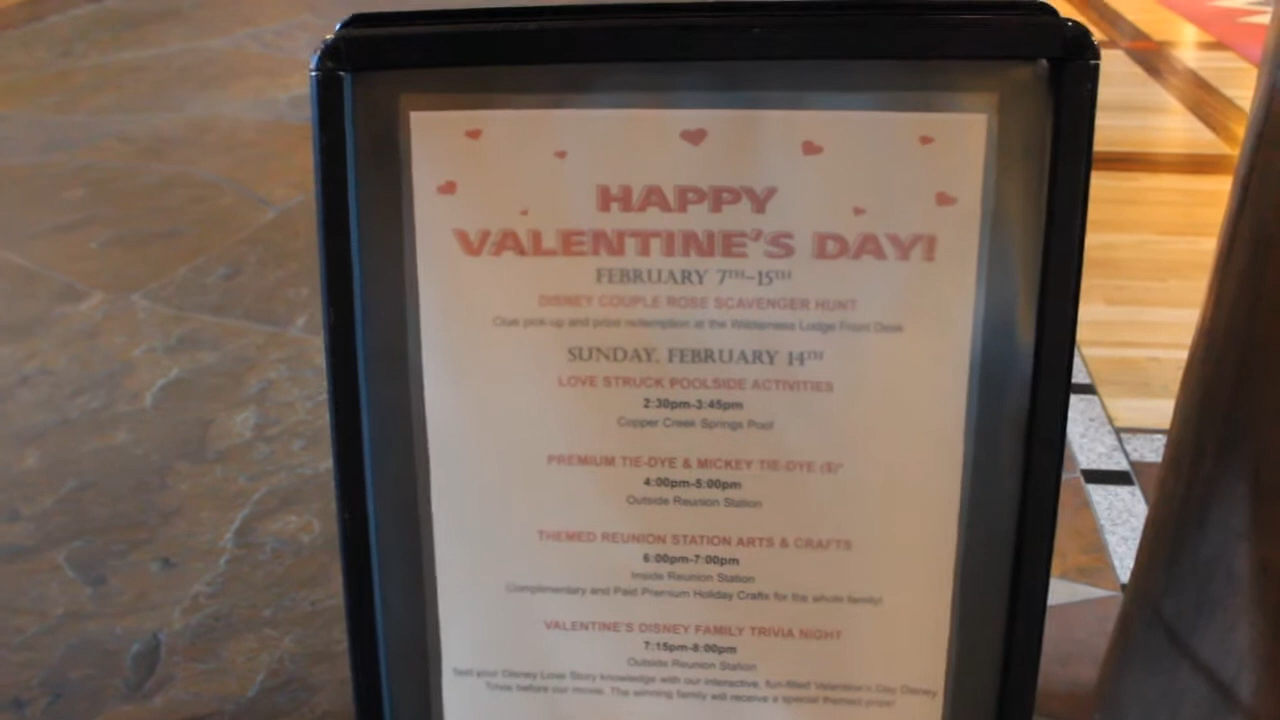 HAPPY
VALENTINE'S DAY!
FEBRUARY 7TH-15TH
DISNEY COUPLE ROSE SCAVENGER HUNT
Clue pick-up and prize redemption at the Wilderness Lodge Front Desk
SUNDAY, FEBRUARY 14TH
LOVE STRUCK POOLSIDE ACTIVITIES
2:30pm-3:45pm
Copper Creek Springs Pool
PREMIUM TIE-DYE & MICKEY TIE-DYE ($)*
4:00pm-5:00pm
Outside Reunion Station
THEMED REUNION STATION ARTS & CRAFTS
6:00pm-7:00pm
Inside Reunion Station
Complimentary and Paid Premium Holiday Crafts for the whole family!
VALENTINE'S DISNEY FAMILY TRIVIA NIGHT
7:15pm-8:00pm
Outside Reunion Station
Test your Disney Love Story knowledge with our interactive, fun-filled Valentine's Day Disney
Trivia before our movie. The winning family will receive a special themed prize!